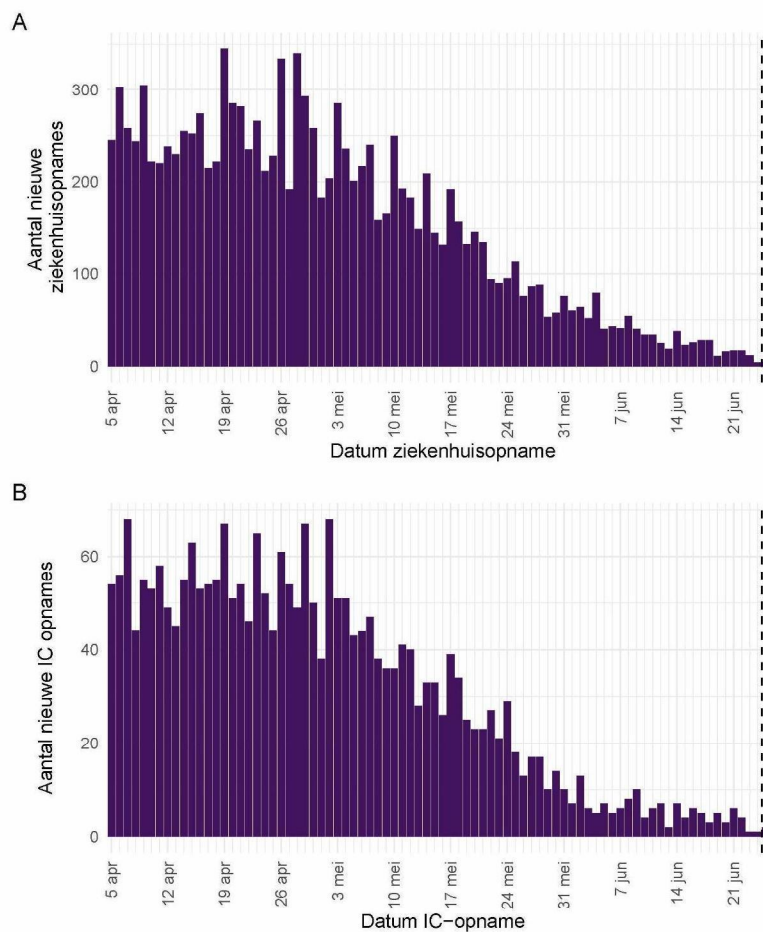 A
Aantal nieuwe
ziekenhuisopnames
300
200
100
0
5 apr
12 apr
19 apr
26 apr
3 mei
10 mei
17 mei
24 mei
31 mei
7 jun
14 jun
21 jun
Datum ziekenhuisopname
B
Aantal nieuwe IC opnames
60
40
20
0
5 apr
12 apr
19 apr
26 apr
3 mei
10 mei
17 mei
24 mei
31 mei
7 jun
14 jun
21 jun
Datum IC-opname